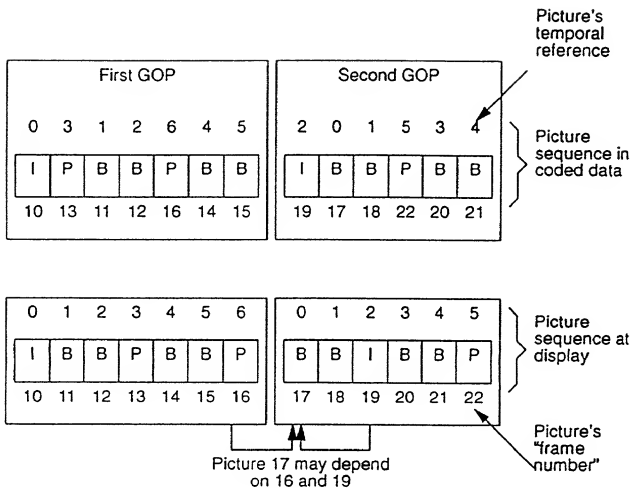 Picture's
temporal
reference
First GOP
Second GOP
0 3 1 2 6 4 5
2 0 1 5 3 4
I P B B P B B
I B B P B B
10 13 11 12 16 14 15
19 17 18 22 20 21
Picture
sequence in
coded data
0 1 2 3 4 5 6
0 1 2 3 4 5
I B B P B B P
B B I B B P
10 11 12 13 14 15 16
17 18 19 20 21 22
Picture
sequence at
display
Picture 17 may depend
on 16 and 19
Picture's
"frame
number"